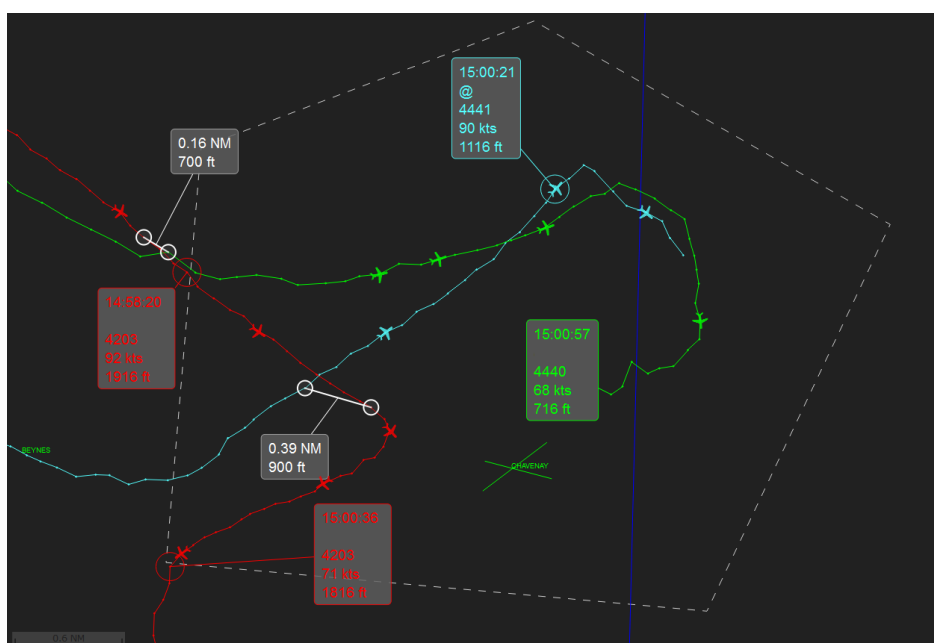 15:00:21
@
4441
90 kts
1116 ft
0.16 NM
700 ft
14:58:20
4203
92 kts
1916 ft
15:00:57
4440
68 kts
716 ft
BEYNES
0.39 NM
900 ft
CHAVENAY
15:00:36
4203
71 kts
1816 ft
0.6 NM